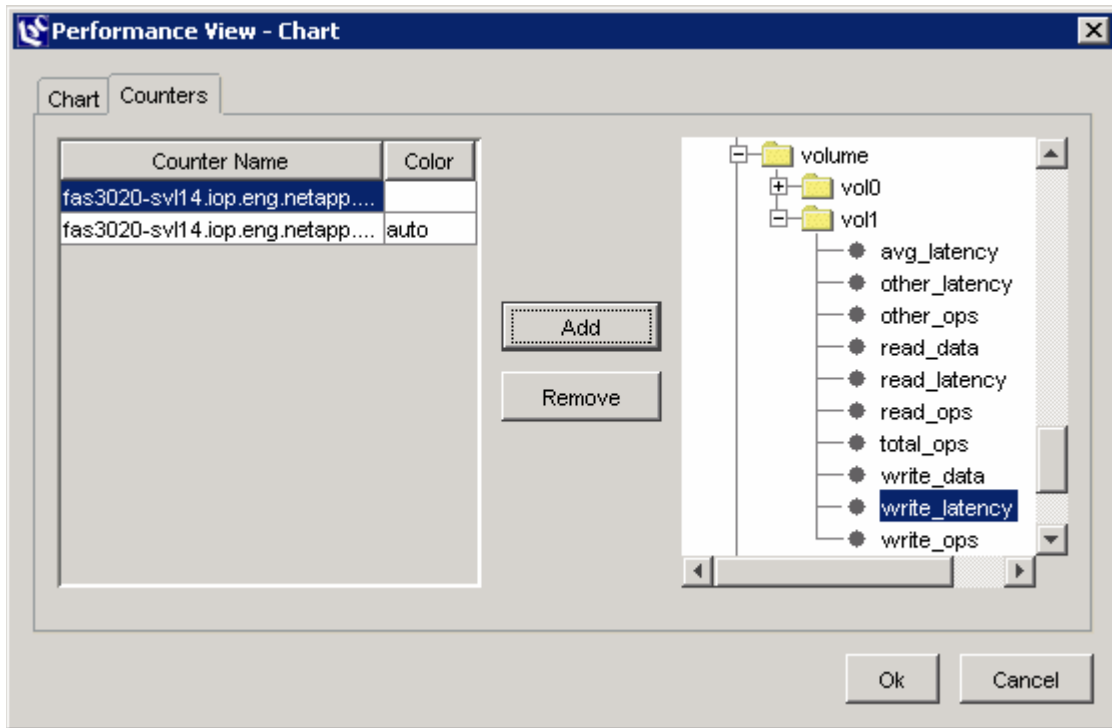 Performance View - Chart
Chart
Counters
Counter Name
Color
fas3020-svl14.iop.eng.netapp....
fas3020-svl14.iop.eng.netapp....
auto
Add
Remove
volume
vol0
vol1
avg_latency
other_latency
other_ops
read_data
read_latency
read_ops
total_ops
write_data
write_latency
write_ops
Ok
Cancel